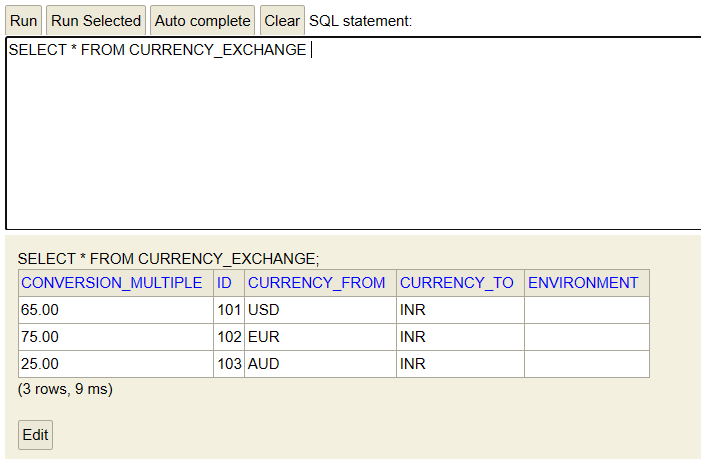 Run Run Selected Auto complete Clear SQL statement:
SELECT * FROM CURRENCY_EXCHANGE
SELECT * FROM CURRENCY_EXCHANGE;
CONVERSION_MULTIPLE ID CURRENCY_FROM CURRENCY_TO ENVIRONMENT
65.00 101 USD INR
75.00 102 EUR INR
25.00 103 AUD INR
(3 rows, 9 ms)
Edit